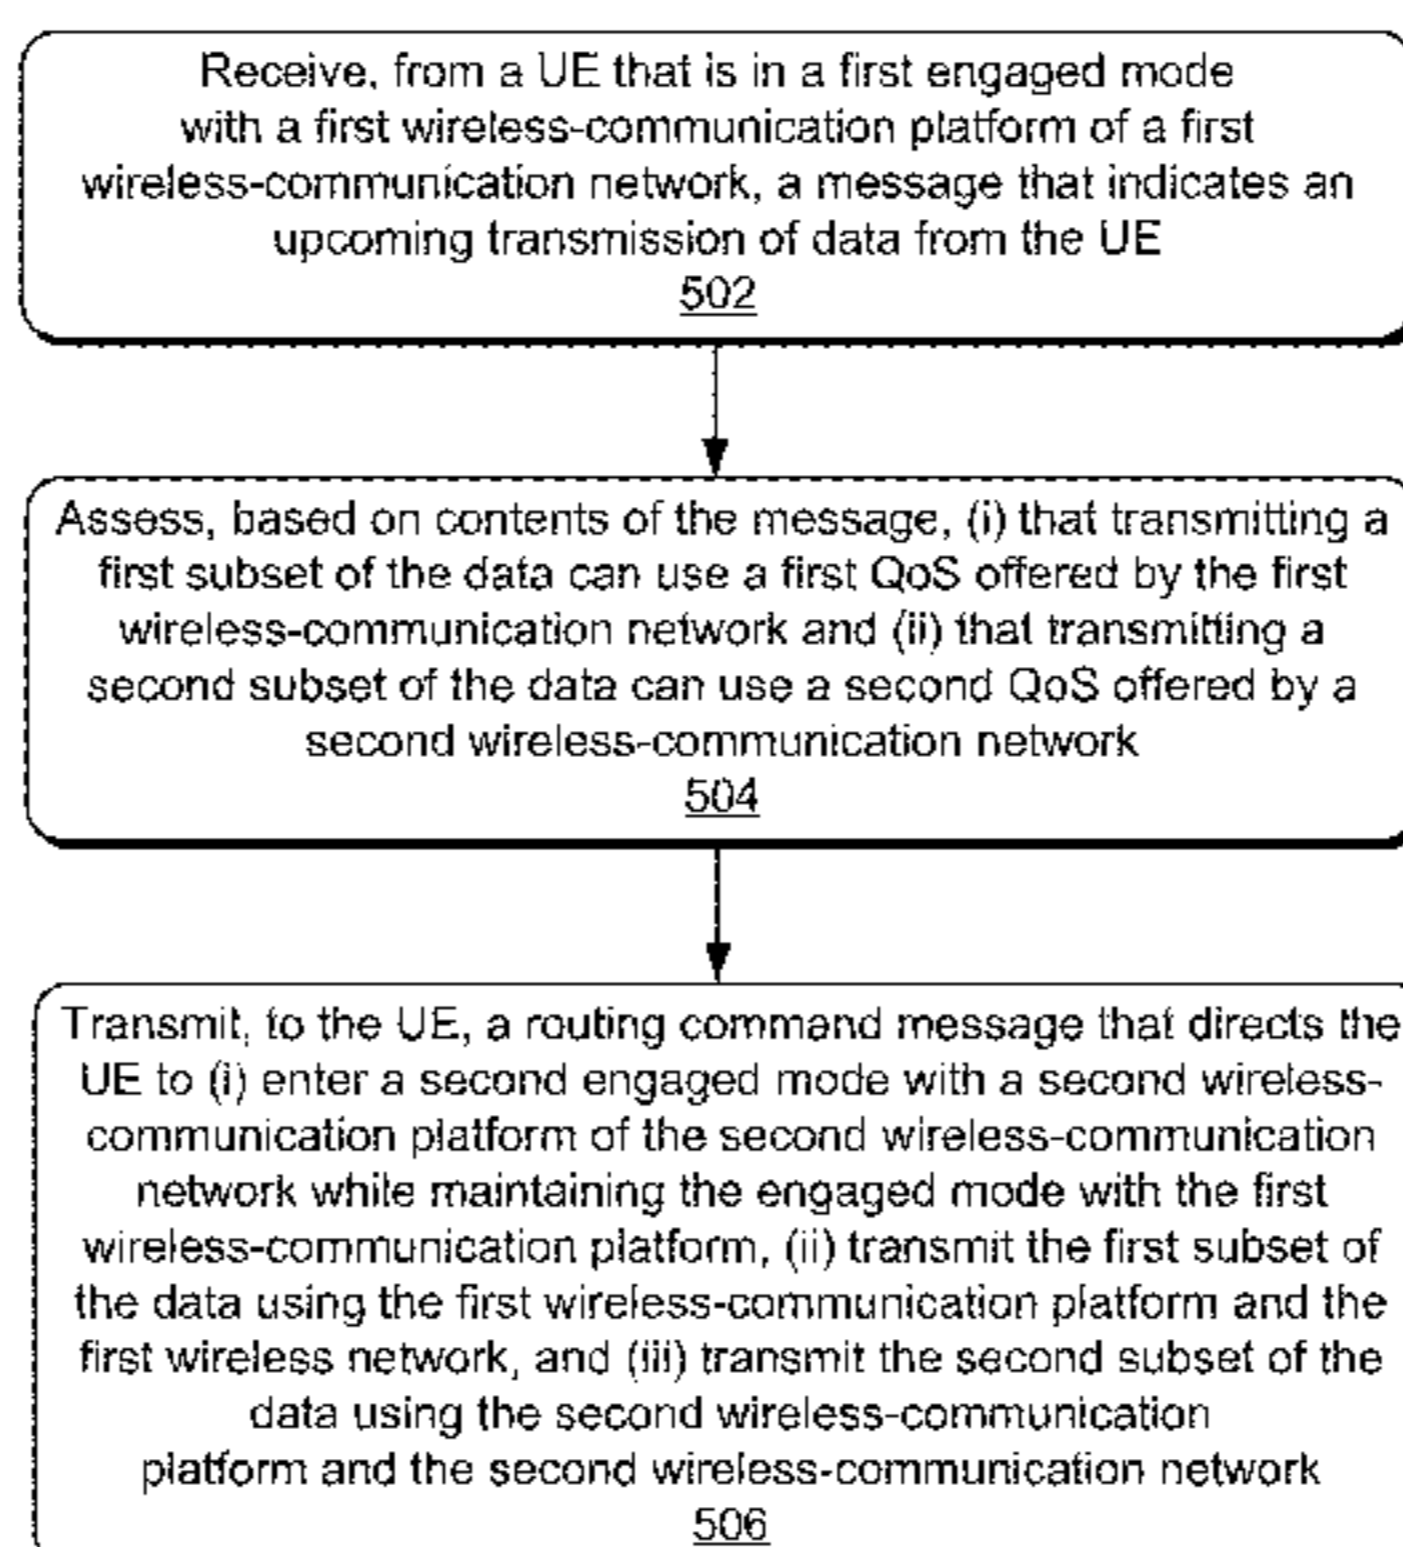 Receive, from a UE that is in a first engaged mode
with a first wireless-communication platform of a first
wireless-communication network, a message that indicates an
upcoming transmission of data from the UE
502
Assess, based on contents of the message, (i) that transmitting a
first subset of the data can use a first QoS offered by the first
wireless-communication network and (ii) that transmitting a
second subset of the data can use a second QoS offered by a
second wireless-communication network
504
Transmit, to the UE, a routing command message that directs the
UE to (i) enter a second engaged mode with a second wireless-
communication platform of the second wireless-communication
network while maintaining the engaged mode with the first
wireless-communication platform, (ii) transmit the first subset of
the data using the first wireless-communication platform and the
first wireless network, and (iii) transmit the second subset of the
data using the second wireless-communication
platform and the second wireless-communication network
506